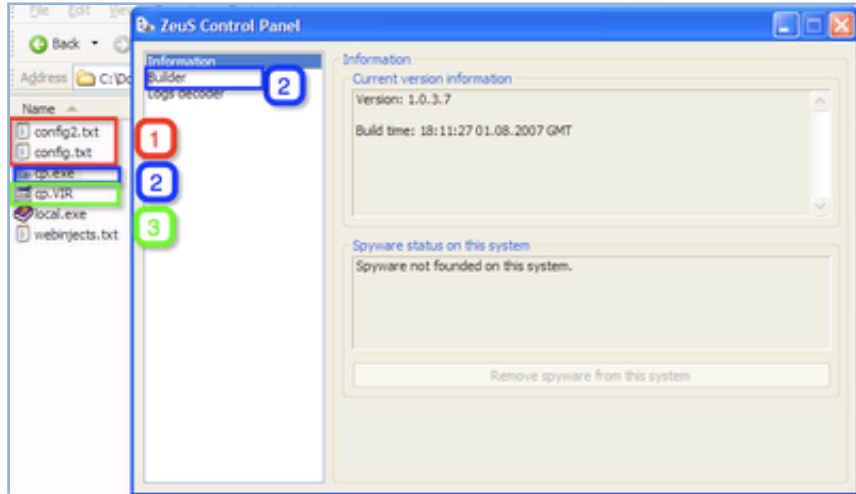 File Edit
ZeuS Control Panel
Back
Address C:\Do
Name
config2.txt
config.txt
cp.exe
cp.VIR
local.exe
webinjects.txt
1
2
3
Information
Builder
Logs decoder
2
Information
Current version information
Version: 1.0.3.7
Build time: 18:11:27 01.08.2007 GMT
Spyware status on this system
Spyware not founded on this system.
Remove spyware from this system